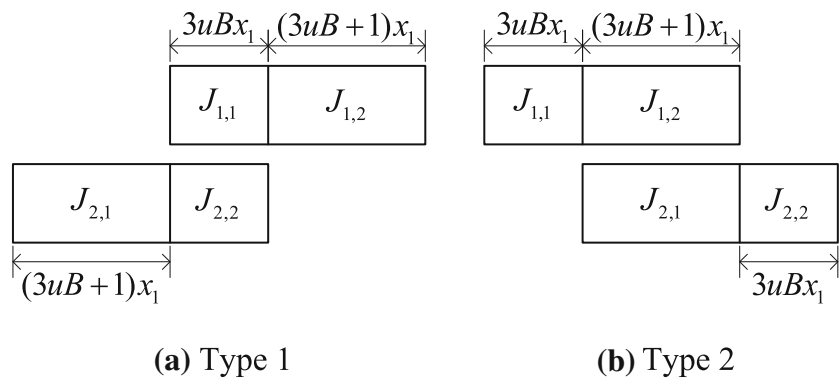 3uBx₁ (3uB+1)x₁ 3uBx₁ (3uB+1)x₁
J₁,₁ J₁,₂ J₁,₁ J₁,₂
J₂,₁ J₂,₂ J₂,₁ J₂,₂
(3uB+1)x₁ 3uBx₁
(a) Type 1 (b) Type 2